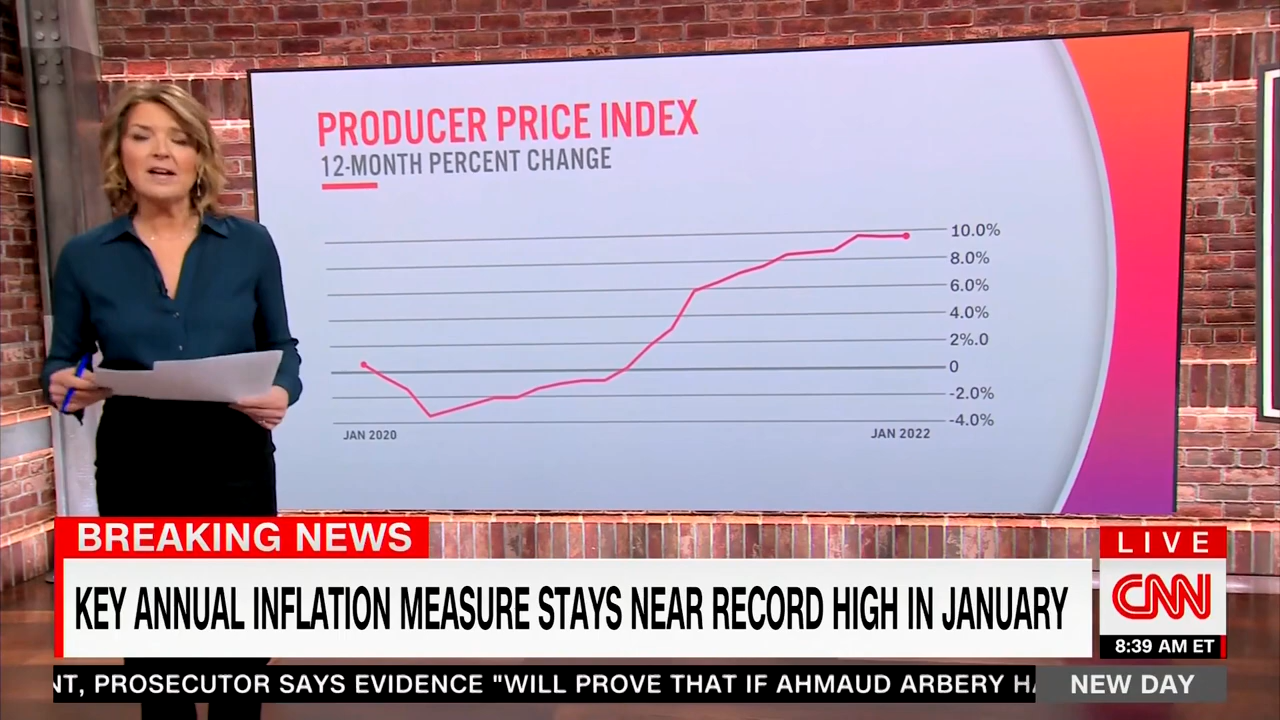 PRODUCER PRICE INDEX
12-MONTH PERCENT CHANGE
10.0%
8.0%
6.0%
4.0%
2%.0
0
-2.0%
-4.0%
JAN 2020
JAN 2022
BREAKING NEWS
KEY ANNUAL INFLATION MEASURE STAYS NEAR RECORD HIGH IN JANUARY
LIVE
CNN
8:39 AM ET
PROSECUTOR SAYS EVIDENCE "WILL PROVE THAT IF AHMAUD ARBERY
NEW DAY